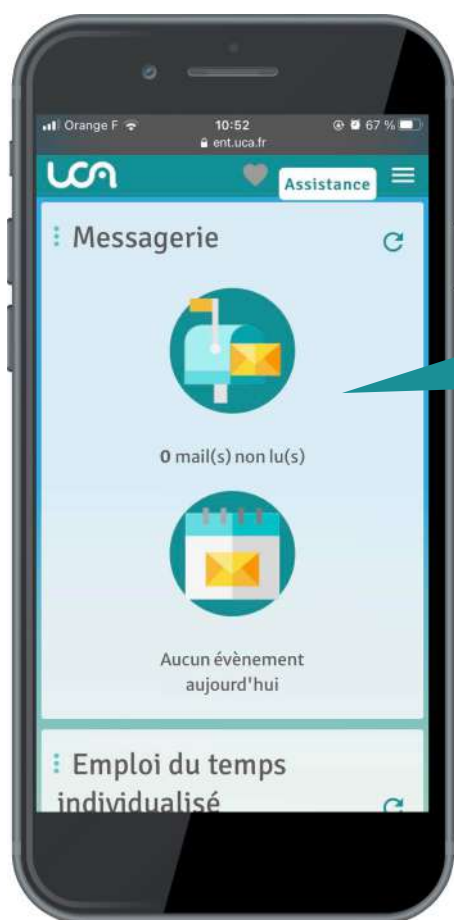 Orange F 10:52 67 %
ent.uca.fr
uca
Assistance
Messagerie
0 mail(s) non lu(s)
Aucun évènement
aujourd'hui
Emploi du temps
individualisé